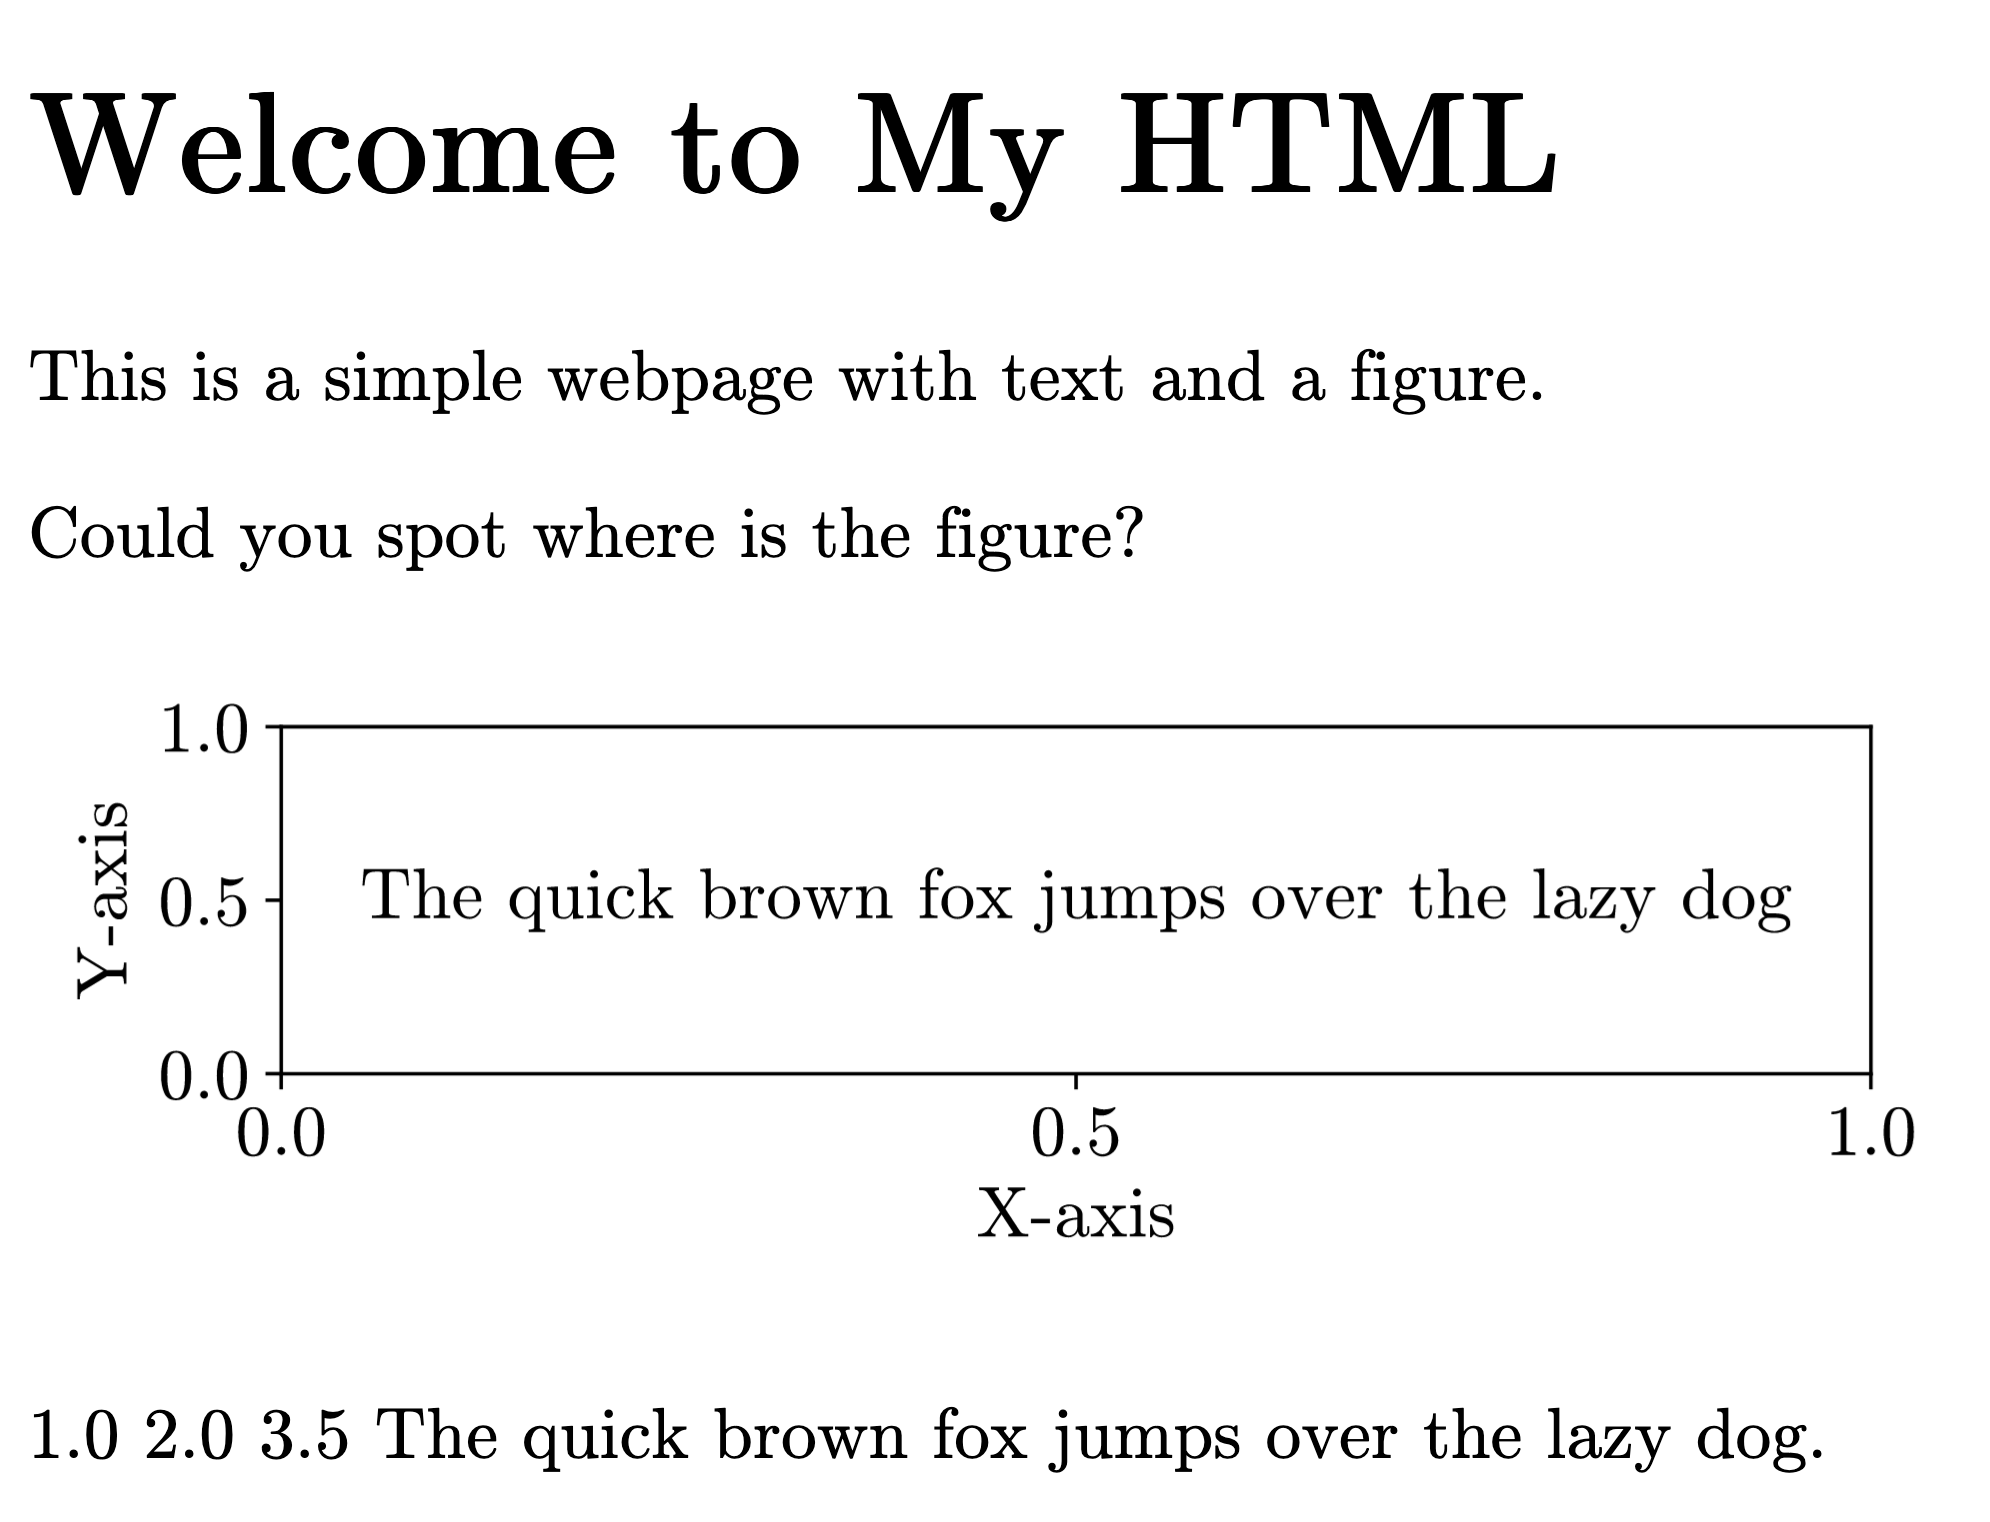 Welcome to My HTML
This is a simple webpage with text and a figure.
Could you spot where is the figure?
1.0
Y-axis
0.5
The quick brown fox jumps over the lazy dog
0.0
0.0 0.5 1.0
X-axis
1.0 2.0 3.5 The quick brown fox jumps over the lazy dog.